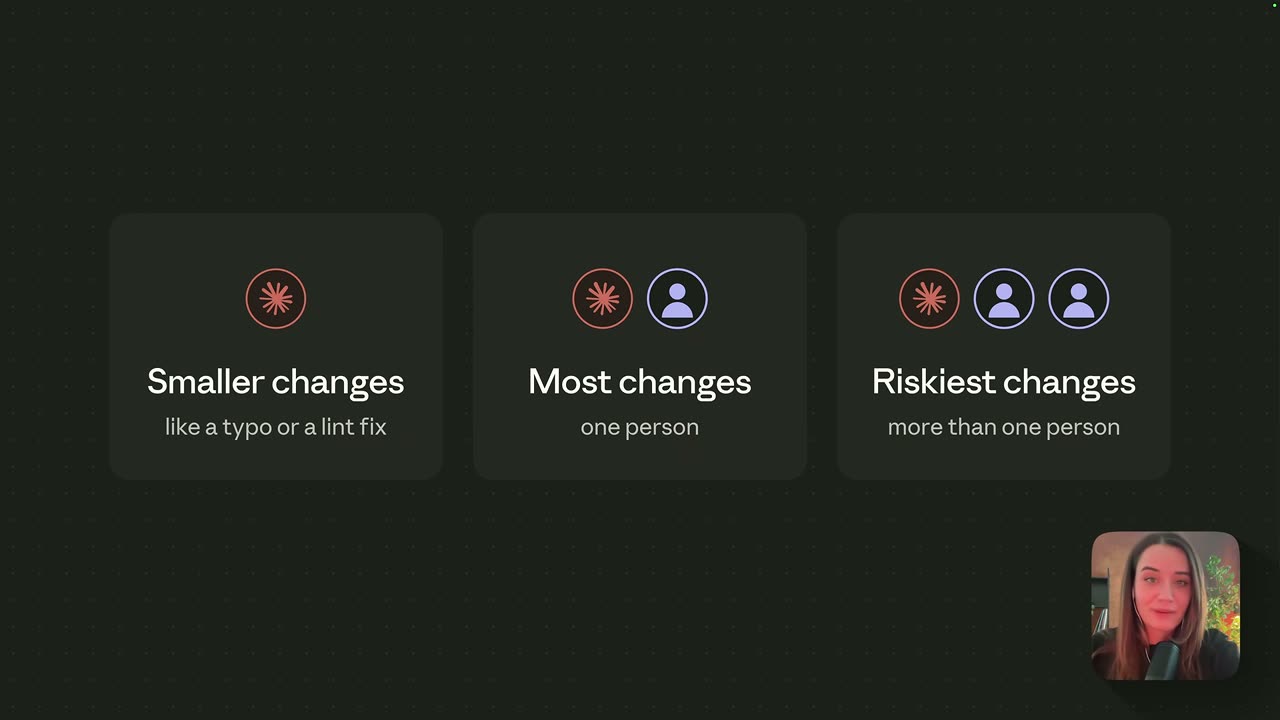 Smaller changes
like a typo or a lint fix
Most changes
one person
Riskiest changes
more than one person